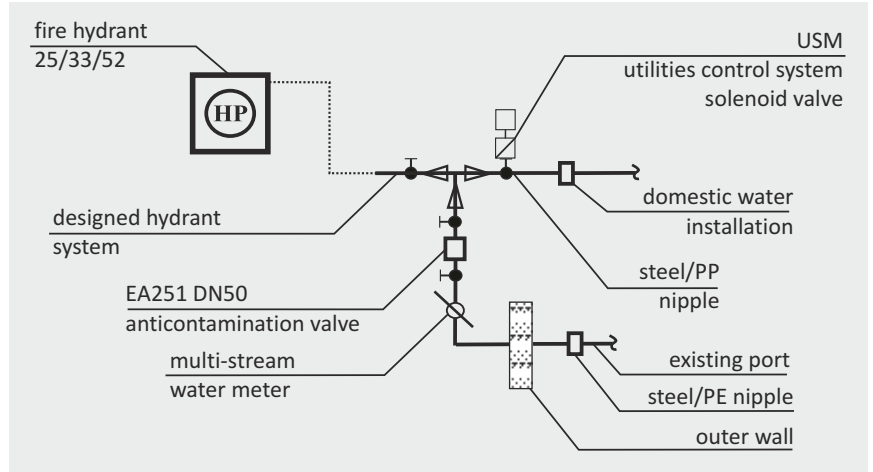 fire hydrant
25/33/52
HP
USM
utilities control system
solenoid valve
designed hydrant
system
domestic water
installation
steel/PP
nipple
EA251 DN50
anticontamination valve
multi-stream
water meter
existing port
steel/PE nipple
outer wall